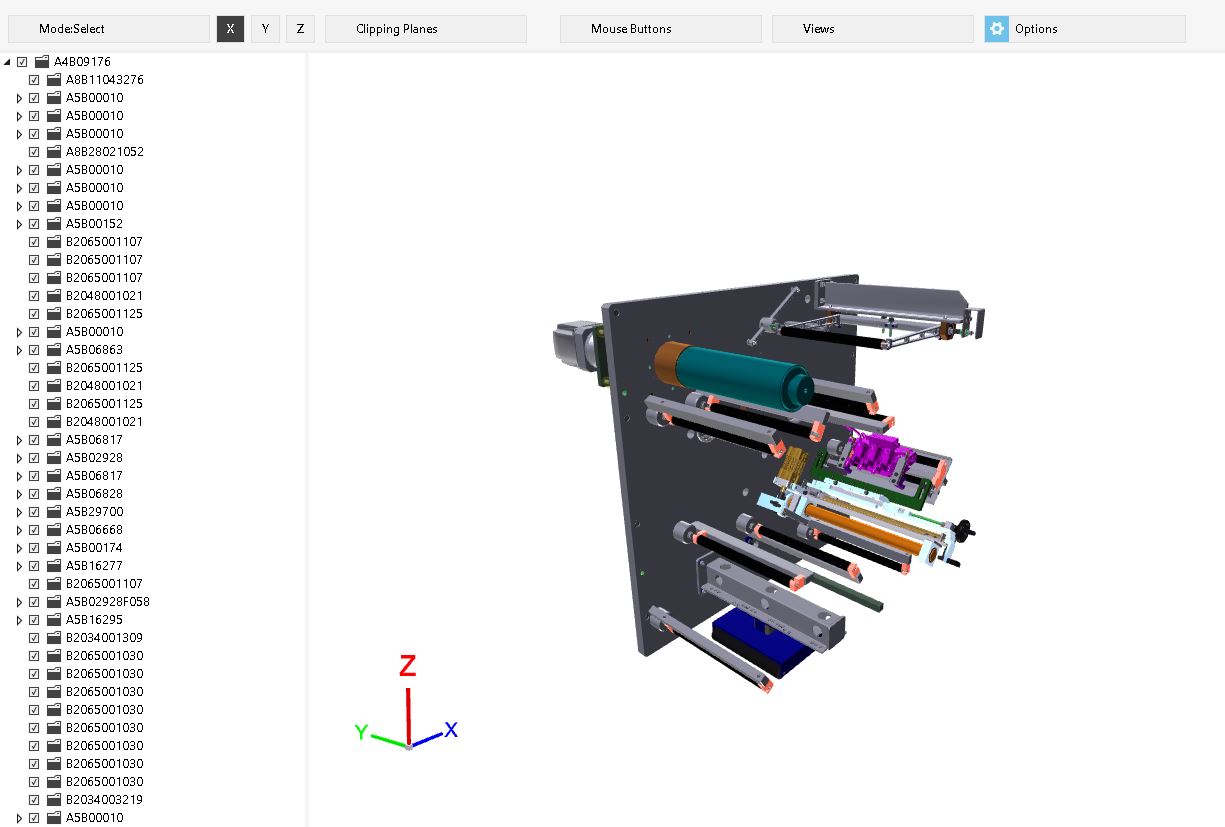 Mode:Select X Y Z Clipping Planes Mouse Buttons Views Options
A4B09176
A8B11043276
A5B00010
A5B00010
A5B00010
A8B28021052
A5B00010
A5B00010
A5B00010
A5B00152
B2065001107
B2065001107
B2065001107
B2048001021
B2065001125
A5B00010
A5B06863
B2065001125
B2048001021
B2065001125
B2048001021
A5B06817
A5B02928
A5B06817
A5B06828
A5B29700
A5B06668
A5B00174
A5B16277
B2065001107
A5B02928F058
A5B16295
B2034001309
B2065001030
B2065001030
B2065001030
B2065001030
B2065001030
B2065001030
B2065001030
B2065001030
B2034003219
A5B00010
Z
Y
X